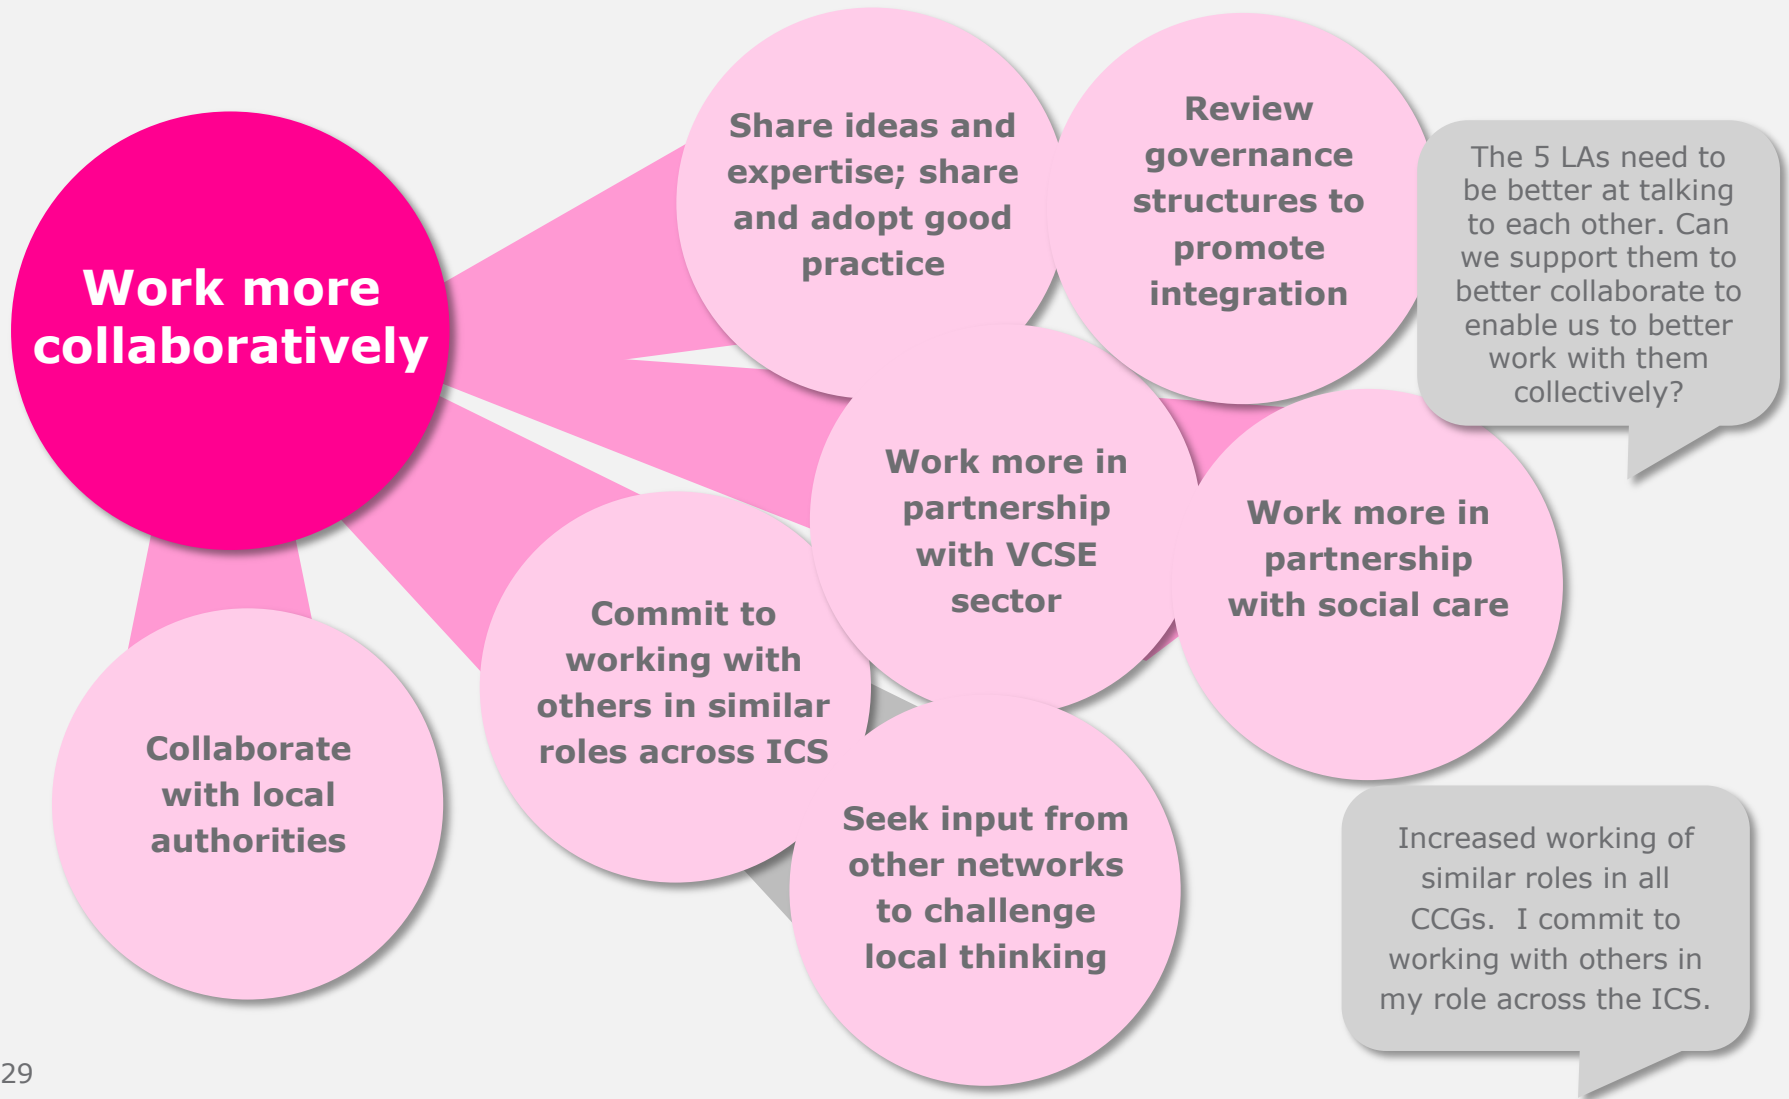 Work more
collaboratively
Share ideas and
expertise; share
and adopt good
practice
Review
governance
structures to
promote
integration
The 5 LAs need to
be better at talking
to each other. Can
we support them to
better collaborate to
enable us to better
work with them
collectively?
Work more in
partnership
with VCSE
sector
Work more in
partnership
with social care
Commit to
working with
others in similar
roles across ICS
Collaborate
with local
authorities
Seek input from
other networks
to challenge
local thinking
Increased working of
similar roles in all
CCGs.  I commit to
working with others in
my role across the ICS.
29